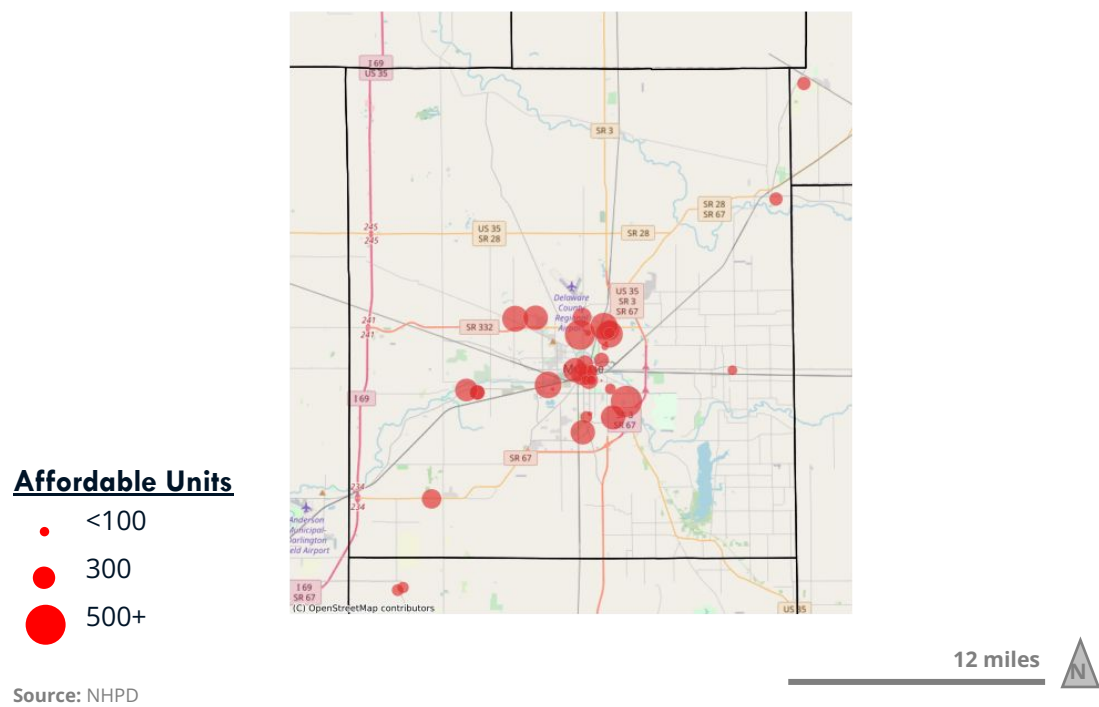 I 69
US 35
SR 3
SR 28
SR 67
US 35
SR 28
SR 28
245
245
Delaware
County
Regional
US 35
SR 3
SR 67
241
241
SR 332
I 69
SR 67
SR 67
234
234
Anderson
Municipal-
Darlington
Field Airport
I 69
SR 67
US 35
(C) OpenStreetMap contributors
Affordable Units
<100
300
500+
12 miles
N
Source: NHPD